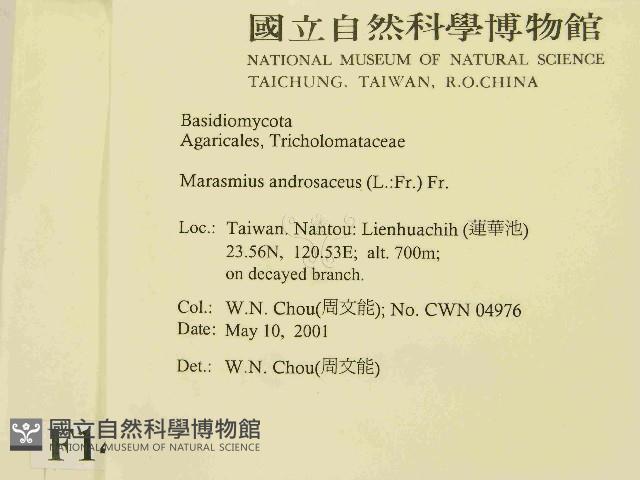 國立自然科學博物館
NATIONAL MUSEUM OF NATURAL SCIENCE
TAICHUNG. TAIWAN, R.O.CHINA
Basidiomycota
Agaricales, Tricholomataceae
Marasmius androsaceus (L.:Fr.) Fr.
Loc.: Taiwan. Nantou: Lienhuachih (蓮華池)
23.56N, 120.53E; alt. 700m;
on decayed branch.
Col.: W.N. Chou(周文能); No. CWN 04976
Date: May 10, 2001
Det.: W.N. Chou(周文能)
國立自然科學博物館
NATIONAL MUSEUM OF NATURAL SCIENCE